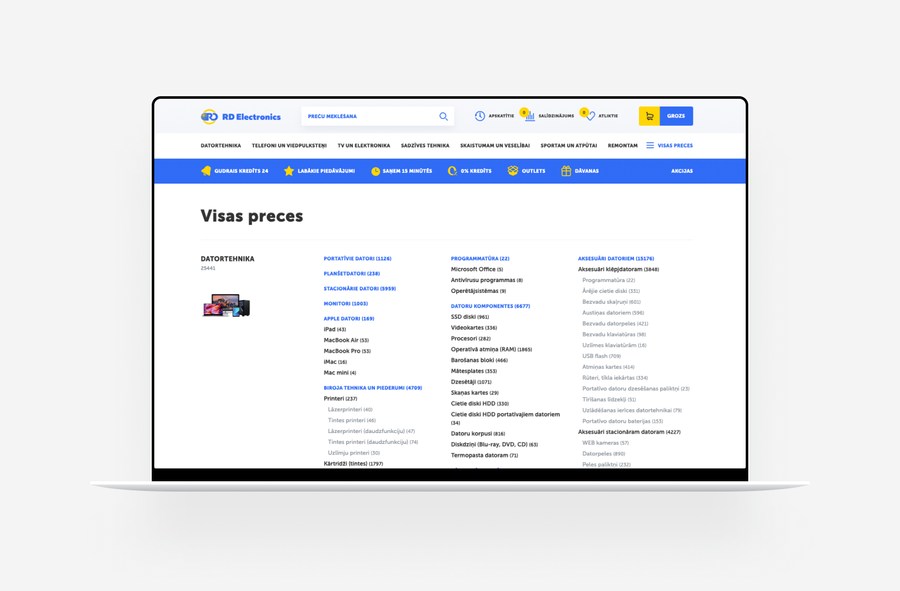 RD Electronics
PREČU MEKLĒŠANA
APSKATĪTIE
0
SALĪDZINĀJUMS
0
ATLIKTIE
GROZS
DATORTEHNIKA
TELEFONI UN VIEDPULKSTEŅI
TV UN ELEKTRONIKA
SADZĪVES TEHNIKA
SKAISTUMAM UN VESELĪBAI
SPORTAM UN ATPŪTAI
REMONTAM
VISAS PRECES
GUDRAIS KREDĪTS 24
LABĀKIE PIEDĀVĀJUMI
SAŅEM 15 MINŪTĒS
0% KREDĪTS
OUTLETS
DĀVANAS
AKCIJAS
Visas preces
DATORTEHNIKA
25441
PORTATĪVIE DATORI (1126)
PLANŠETDATORI (238)
STACIONĀRIE DATORI (5959)
MONITORI (1003)
APPLE DATORI (169)
iPad (43)
MacBook Air (53)
MacBook Pro (53)
iMac (16)
Mac mini (4)
BIROJA TEHNIKA UN PIEDERUMI (4709)
Printeri (237)
Lāzerprinteri (40)
Tintes printeri (46)
Lāzerprinteri (daudzfunkciju) (47)
Tintes printeri (daudzfunkciju) (74)
Uzlīmju printeri (30)
Kārtridži (tintes) (1797)
PROGRAMMATŪRA (22)
Microsoft Office (5)
Antivīrusu programmas (8)
Operētājsistēmas (9)
DATORU KOMPONENTES (6677)
SSD diski (961)
Videokartes (336)
Procesori (282)
Operatīvā atmiņa (RAM) (1865)
Barošanas bloki (466)
Mātesplates (353)
Dzesētāji (1071)
Skaņas kartes (29)
Cietie diski HDD (330)
Cietie diski HDD portatīvajiem datoriem
(34)
Datoru korpusi (816)
Diskdziņi (Blu-ray, DVD, CD) (63)
Termopasta datoram (71)
AKSESUĀRI DATORIEM (15176)
Aksesuāri klēpjdatoram (3848)
Programmatūra (22)
Ārējie cietie diski (331)
Bezvadu skaļruņi (601)
Austiņas datoriem (596)
Bezvadu datorpeles (421)
Bezvadu klaviatūras (98)
Uzlīmes klaviatūrām (16)
USB flash (709)
Atmiņas kartes (414)
Rūteri, tīkla iekārtas (334)
Portatīvo datoru dzesēšanas paliktņi (23)
Tīrīšanas līdzekļi (51)
Uzlādēšanas ierīces datortehnikai (79)
Portatīvo datoru baterijas (153)
Aksesuāri stacionāram datoram (4227)
WEB kameras (57)
Datorpeles (890)
Peles paliktņi (232)